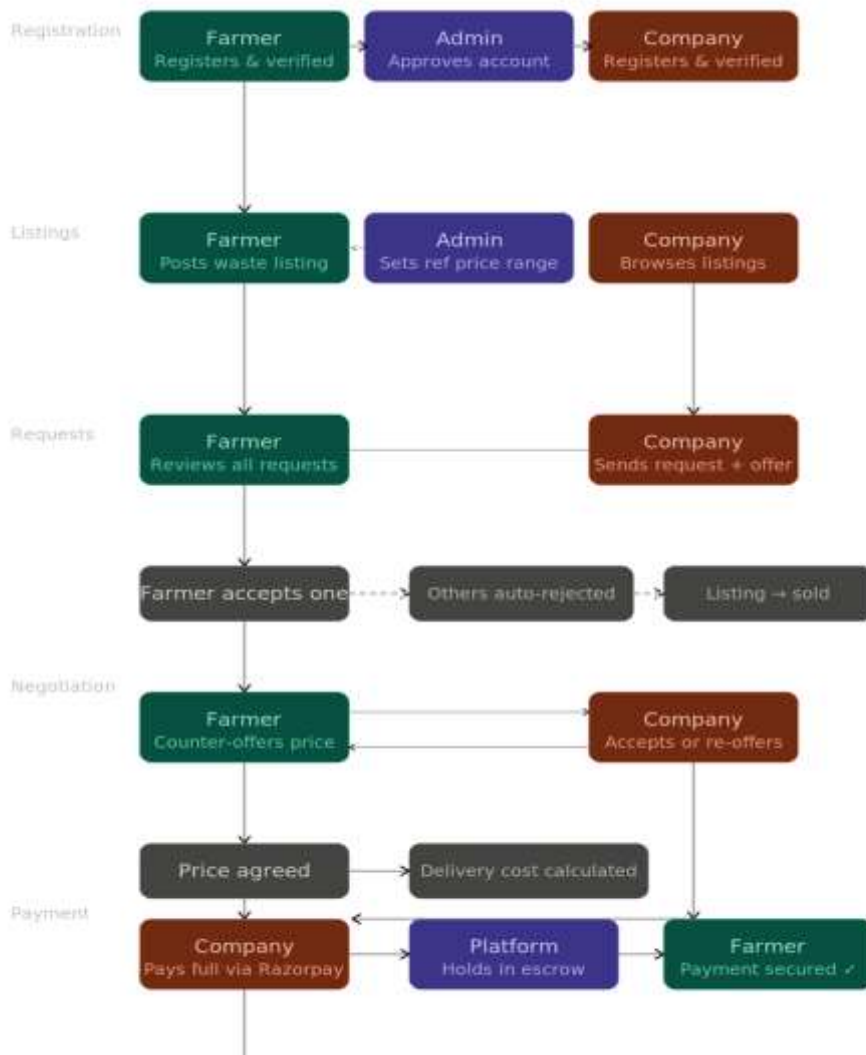 Registration
Farmer
Registers & verified
Admin
Approves account
Company
Registers & verified
Listings
Farmer
Posts waste listing
Admin
Sets ref price range
Company
Browses listings
Requests
Farmer
Reviews all requests
Company
Sends request + offer
Farmer accepts one
Others auto-rejected
Listing → sold
Negotiation
Farmer
Counter-offers price
Company
Accepts or re-offers
Price agreed
Delivery cost calculated
Payment
Company
Pays full via Razorpay
Platform
Holds in escrow
Farmer
Payment secured ✓